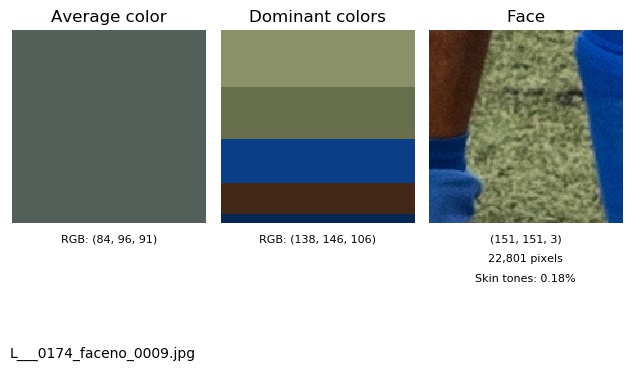 Average color
Dominant colors
Face
RGB: (84, 96, 91)
RGB: (138, 146, 106)
(151, 151, 3)
22,801 pixels
Skin tones: 0.18%
L___0174_faceno_0009.jpg